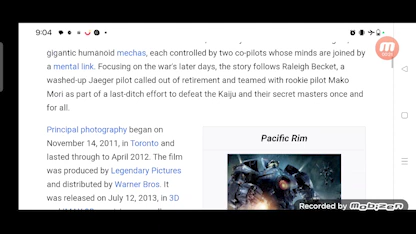 9:04
gigantic humanoid mechas, each controlled by two co-pilots whose minds are joined by
a mental link. Focusing on the war's later days, the story follows Raleigh Becket, a
washed-up Jaeger pilot called out of retirement and teamed with rookie pilot Mako
Mori as part of a last-ditch effort to defeat the Kaiju and their secret masters once and
for all.
Principal photography began on
November 14, 2011, in Toronto and
lasted through to April 2012. The film
was produced by Legendary Pictures
and distributed by Warner Bros. It
was released on July 12, 2013, in 3D
Pacific Rim
Recorded by MOBIZEN